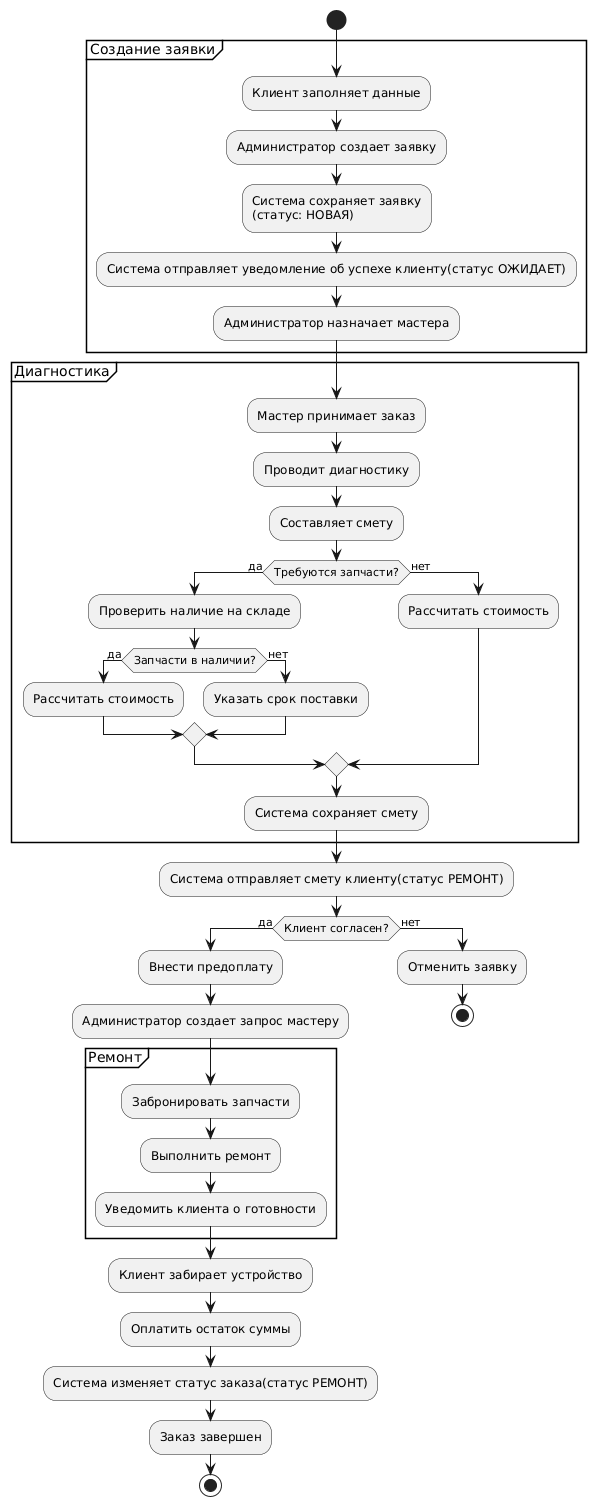 Создание заявки
Клиент заполняет данные
Администратор создает заявку
Система сохраняет заявку
(статус: НОВАЯ)
Система отправляет уведомление об успехе клиенту(статус ОЖИДАЕТ)
Администратор назначает мастера
Диагностика
Мастер принимает заказ
Проводит диагностику
Составляет смету
да
Требуются запчасти?
нет
Проверить наличие на складе
Рассчитать стоимость
да
Запчасти в наличии?
нет
Рассчитать стоимость
Указать срок поставки
Система сохраняет смету
Система отправляет смету клиенту(статус РЕМОНТ)
да
Клиент согласен?
нет
Внести предоплату
Отменить заявку
Администратор создает запрос мастеру
Ремонт
Забронировать запчасти
Выполнить ремонт
Уведомить клиента о готовности
Клиент забирает устройство
Оплатить остаток суммы
Система изменяет статус заказа(статус РЕМОНТ)
Заказ завершен